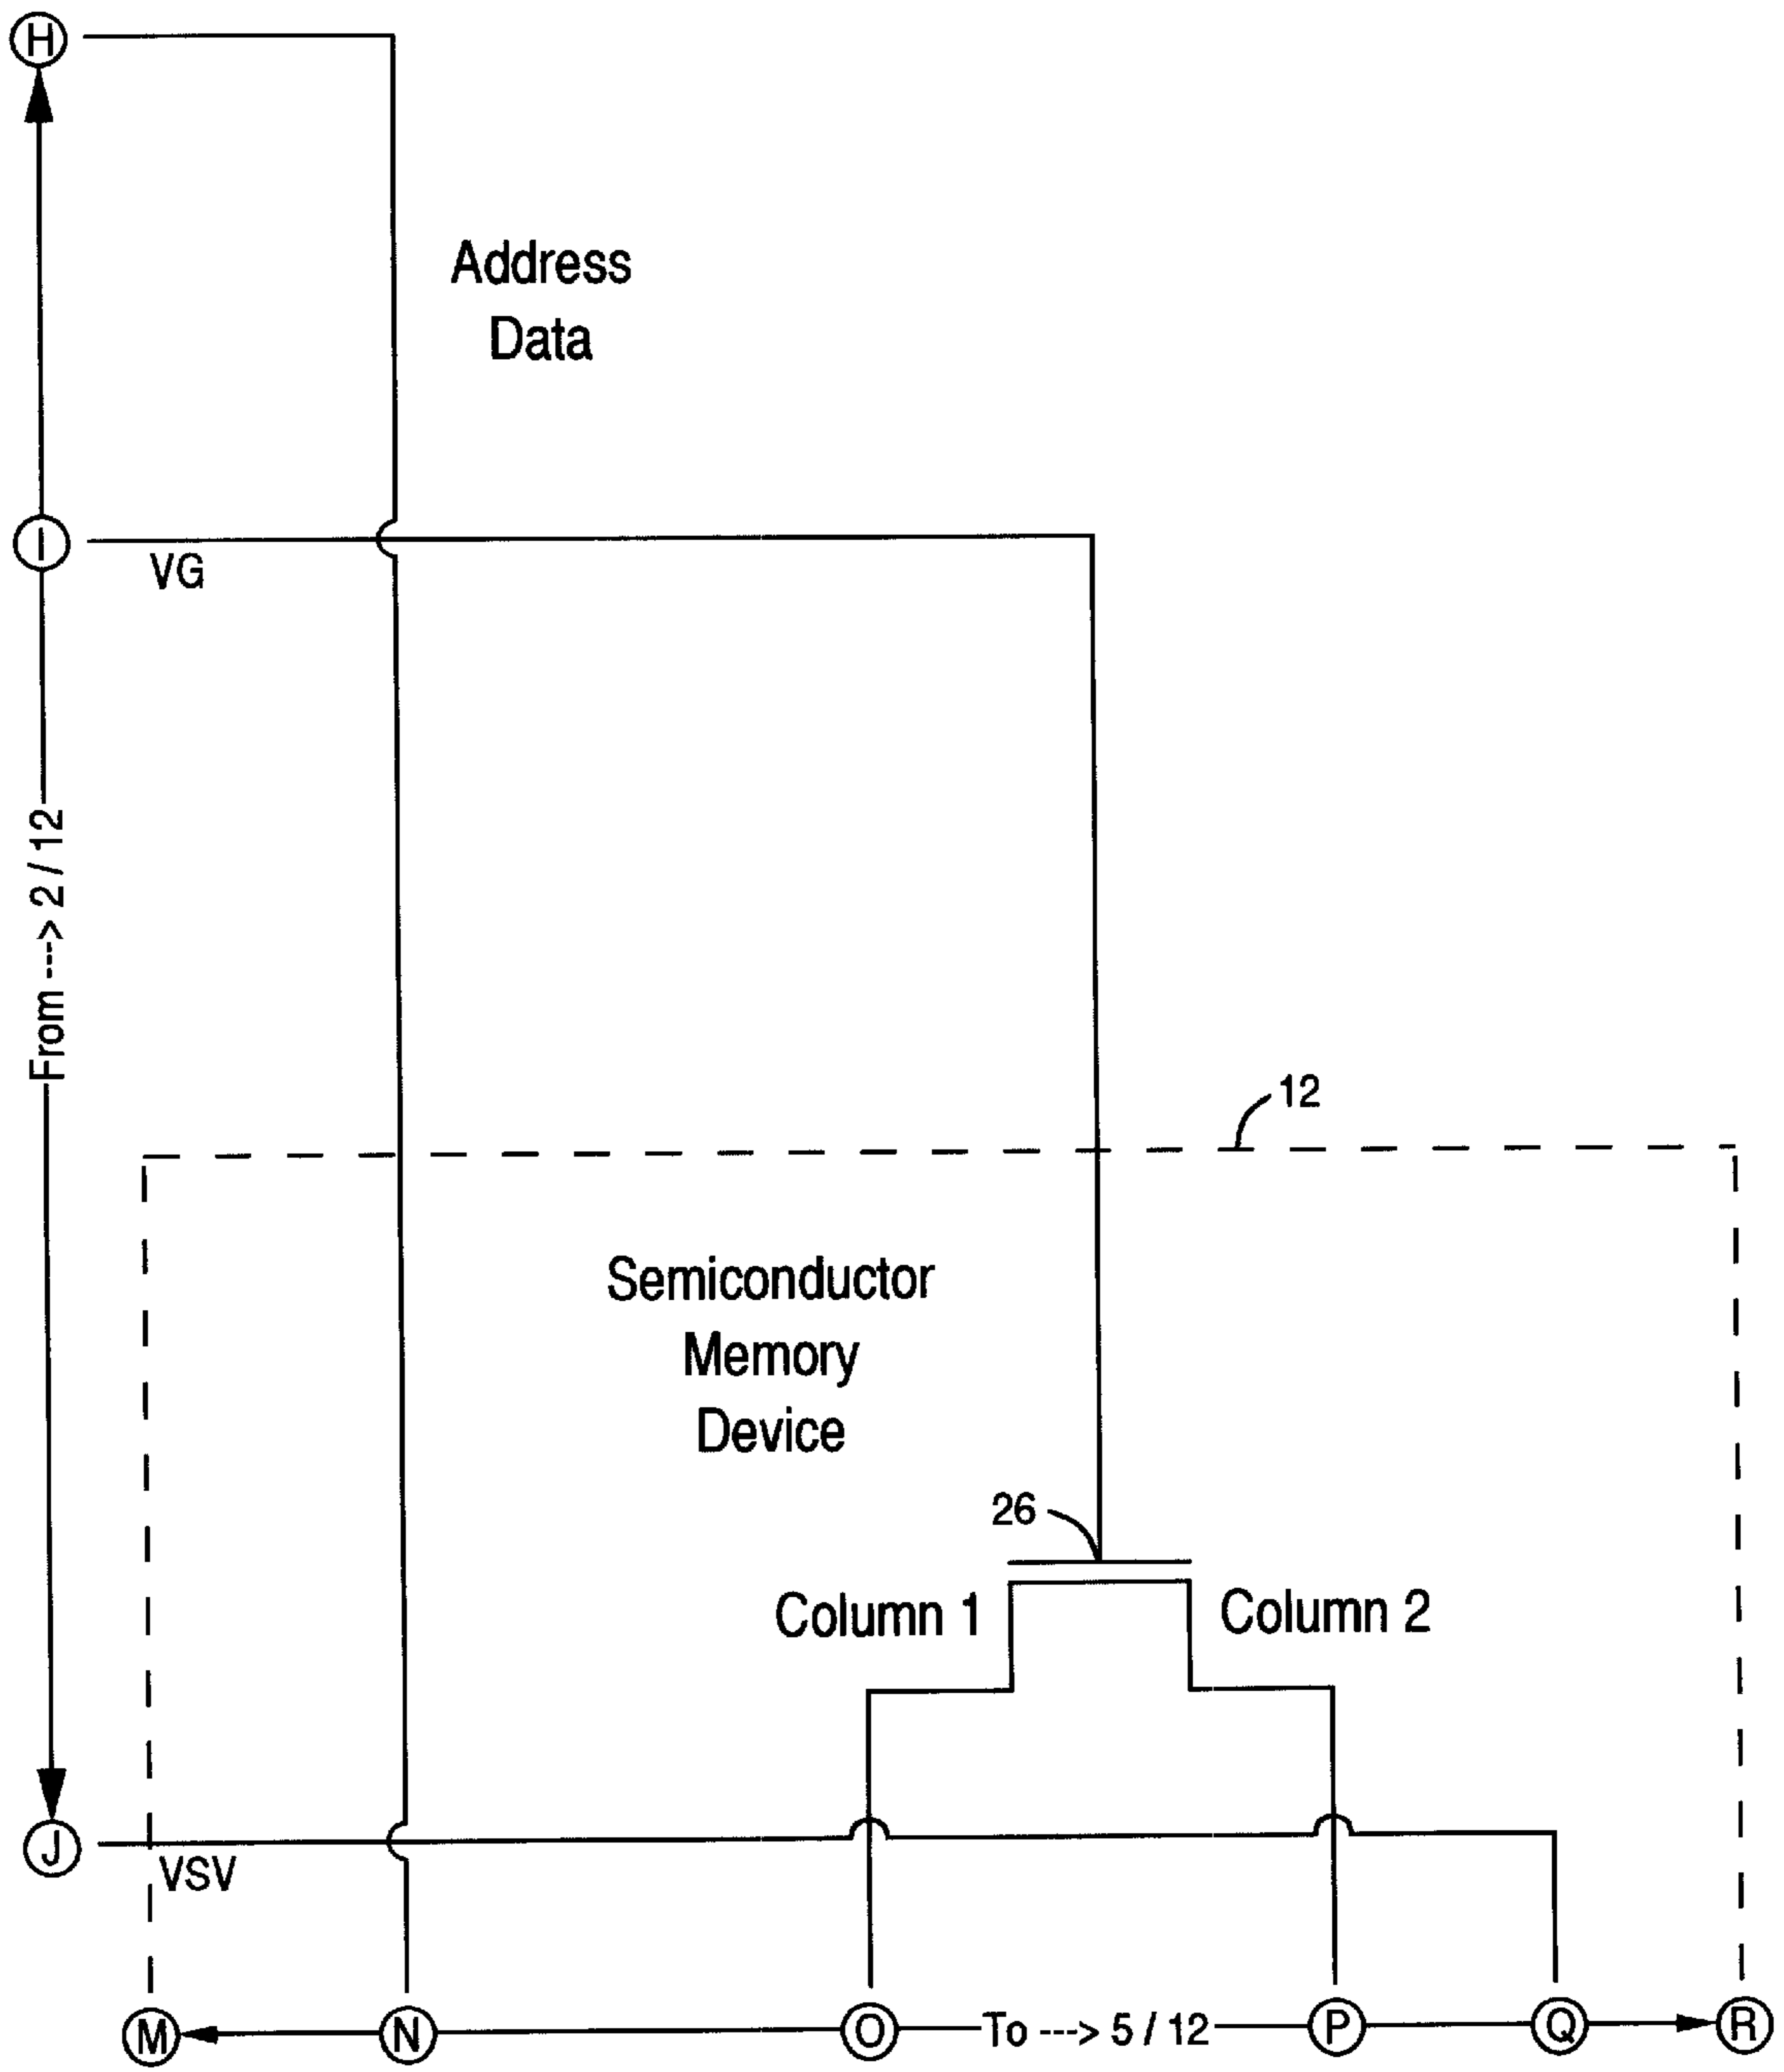 H
Address
Data
I
VG
From ---> 2 / 12
12
Semiconductor
Memory
Device
26
Column 1
Column 2
J
VSV
M
N
O
To ---> 5 / 12
P
Q
R